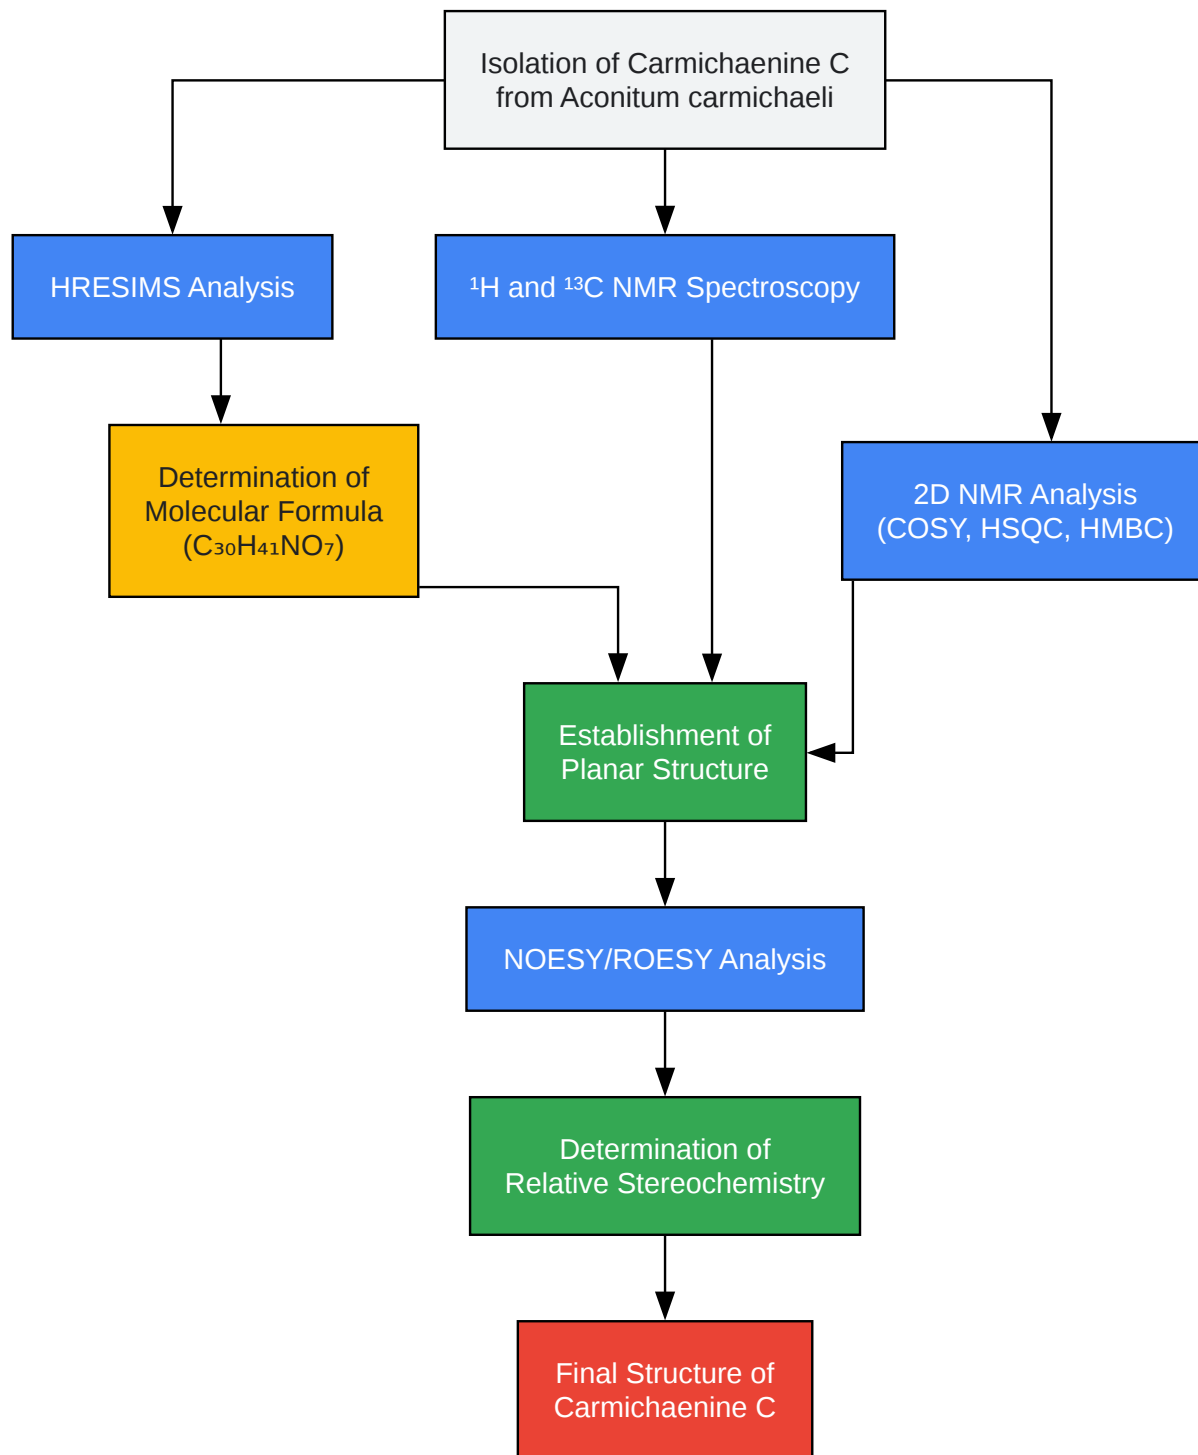 Isolation of Carmichaenine C
from Aconitum carmichaeli
HRESIMS Analysis
¹H and ¹³C NMR Spectroscopy
Determination of
Molecular Formula
(C₃₀H₄₁NO₇)
2D NMR Analysis
(COSY, HSQC, HMBC)
Establishment of
Planar Structure
NOESY/ROESY Analysis
Determination of
Relative Stereochemistry
Final Structure of
Carmichaenine C